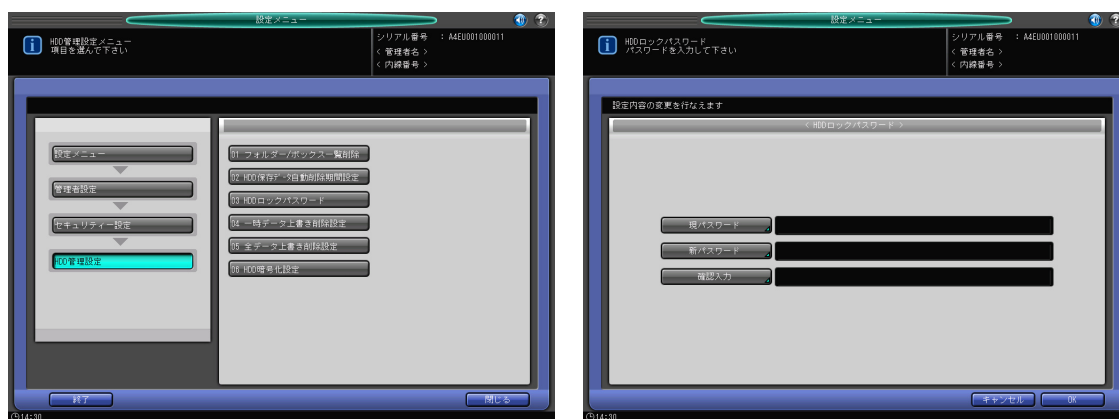 設定メニュー
HDD管理設定メニュー
項目を選んで下さい
シリアル番号 : A4EU001000011
< 管理者名 >
< 内線番号 >
設定メニュー
管理者設定
セキュリティー設定
HDD管理設定
01 フォルダー/ボックス一覧削除
02 HDD保存データ自動削除期間設定
03 HDDロックパスワード
04 一時データ上書き削除設定
05 全データ上書き削除設定
06 HDD暗号化設定
終了
閉じる
14:30
設定メニュー
HDDロックパスワード
パスワードを入力して下さい
シリアル番号 : A4EU001000011
< 管理者名 >
< 内線番号 >
設定内容の変更を行なえます
< HDDロックパスワード >
現パスワード
新パスワード
確認入力
キャンセル
OK
14:30